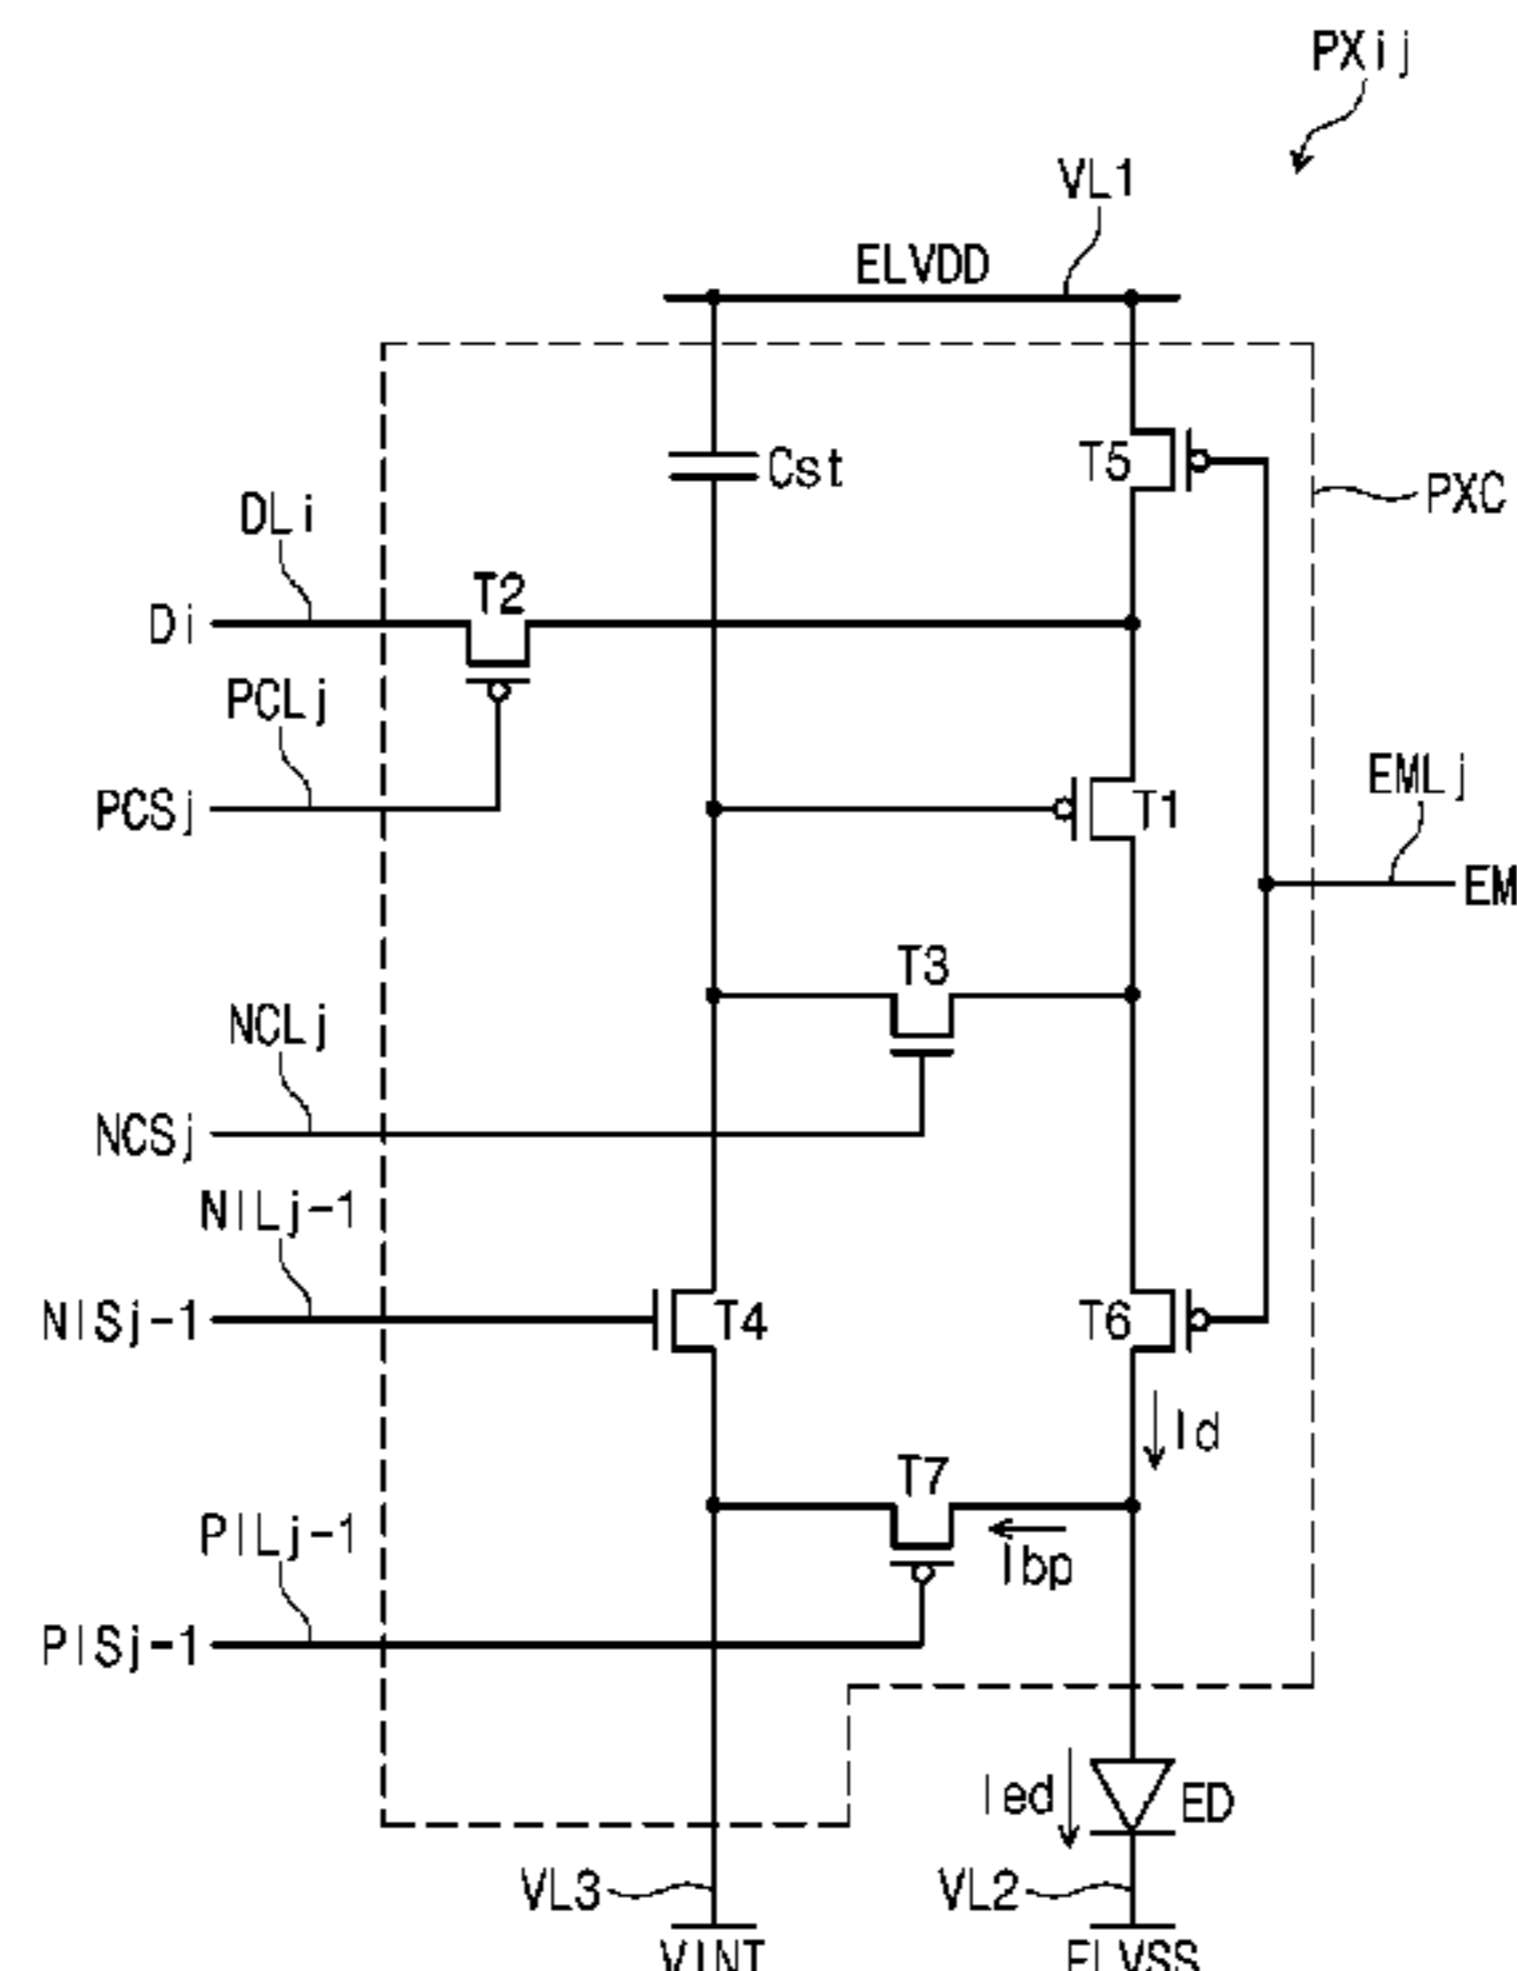 PXij
VL1
ELVDD
Cst
T5
PXC
DLi
T2
Di
PCLj
PCSj
T1
EMLj
EM
T3
NCLj
NCSj
NILj-1
NISj-1
T4
T6
Id
T7
PILj-1
Ibp
PISj-1
Ied
ED
VL3
VL2
VINT
ELVSS